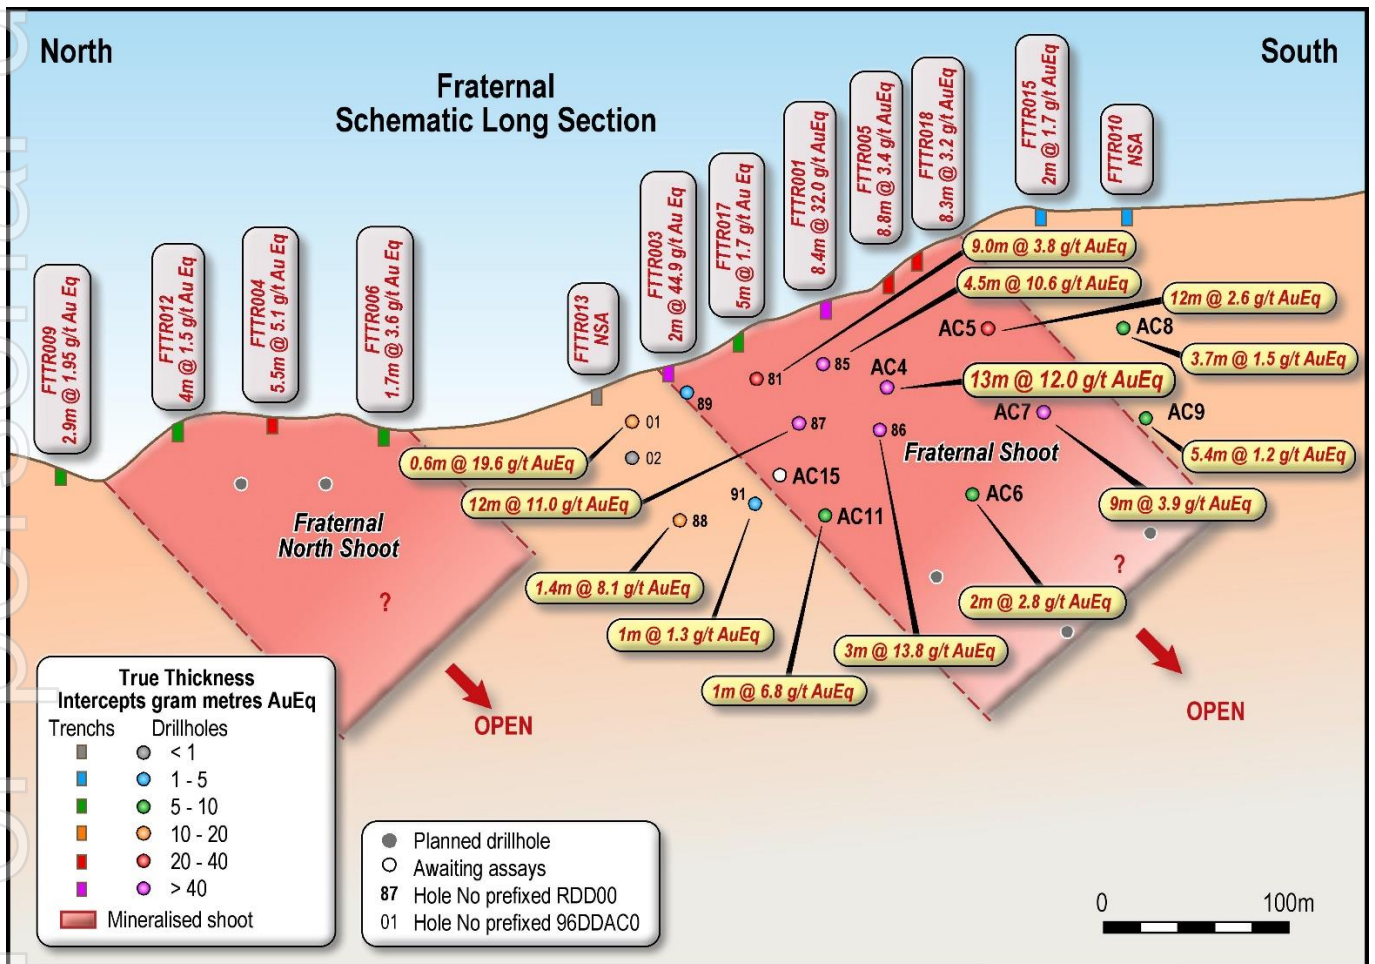 North
South
Fraternal
Schematic Long Section
FTTR009
2.9m @ 1.95 g/t Au Eq
FTTR012
4m @ 1.5 g/t Au Eq
FTTR004
5.5m @ 5.1 g/t Au Eq
FTTR006
1.7m @ 3.6 g/t Au Eq
FTTR013
NSA
FTTR003
2m @ 44.9 g/t Au Eq
FTTR017
5m @ 1.7 g/t Au Eq
FTTR001
8.4m @ 32.0 g/t AuEq
FTTR005
8.8m @ 3.4 g/t AuEq
FTTR018
8.3m @ 3.2 g/t AuEq
FTTR015
2m @ 1.7 g/t AuEq
FTTR010
NSA
9.0m @ 3.8 g/t AuEq
4.5m @ 10.6 g/t AuEq
12m @ 2.6 g/t AuEq
AC5
AC8
3.7m @ 1.5 g/t AuEq
81
85
AC4
13m @ 12.0 g/t AuEq
89
AC7
AC9
01
87
86
Fraternal Shoot
5.4m @ 1.2 g/t AuEq
0.6m @ 19.6 g/t AuEq
02
AC15
12m @ 11.0 g/t AuEq
91
AC6
9m @ 3.9 g/t AuEq
88
AC11
Fraternal
North Shoot
?
?
1.4m @ 8.1 g/t AuEq
2m @ 2.8 g/t AuEq
1m @ 1.3 g/t AuEq
3m @ 13.8 g/t AuEq
1m @ 6.8 g/t AuEq
OPEN
OPEN
True Thickness
Intercepts gram metres AuEq
Trenchs Drillholes
< 1
1 - 5
5 - 10
10 - 20
20 - 40
> 40
Mineralised shoot
Planned drillhole
Awaiting assays
87 Hole No prefixed RDD00
01 Hole No prefixed 96DDAC0
0 100m